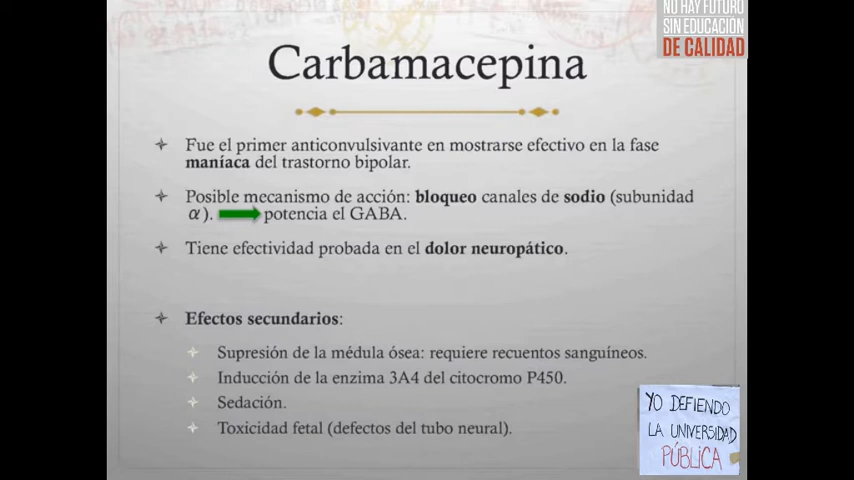 NO HAY FUTURO
SIN EDUCACIÓN
DE CALIDAD
Carbamacepina
Fue el primer anticonvulsivante en mostrarse efectivo en la fase
maníaca del trastorno bipolar.
Posible mecanismo de acción: bloqueo canales de sodio (subunidad
α). potencia el GABA.
Tiene efectividad probada en el dolor neuropático.
Efectos secundarios:
Supresión de la médula ósea: requiere recuentos sanguíneos.
Inducción de la enzima 3A4 del citocromo P450.
Sedación.
Toxicidad fetal (defectos del tubo neural).
YO DEFIENDO
LA UNIVERSIDAD
PÚBLICA